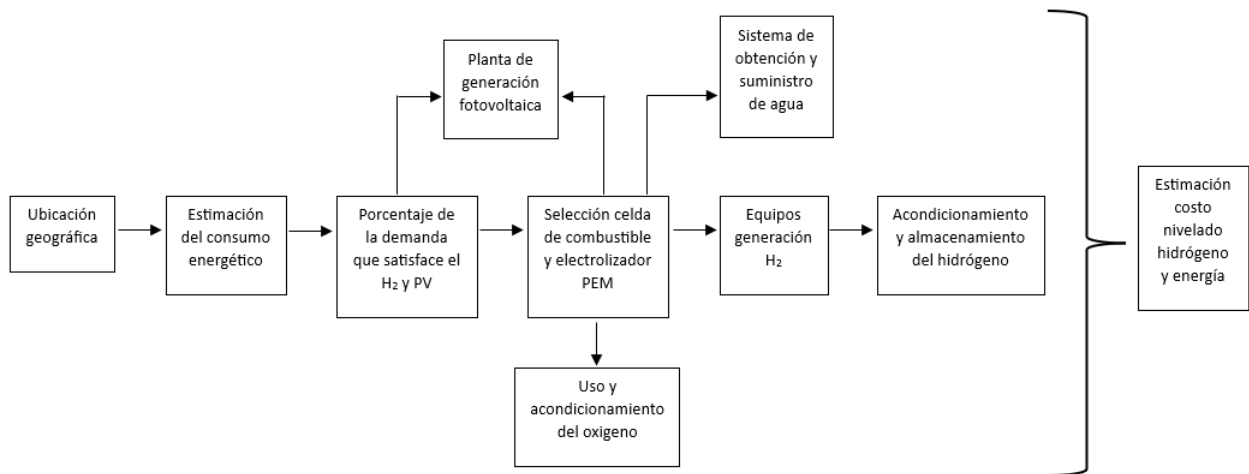 Planta de
generación
fotovoltaica
Sistema de
obtención y
suministro
de agua
Ubicación
geográfica
Estimación
del consumo
energético
Porcentaje de
la demanda
que satisface el
H₂ y PV
Selección celda
de combustible
y electrolizador
PEM
Equipos
generación
H₂
Acondicionamiento
y almacenamiento
del hidrógeno
Estimación
costo
nivelado
hidrógeno
y energía
Uso y
acondicionamiento
del oxigeno